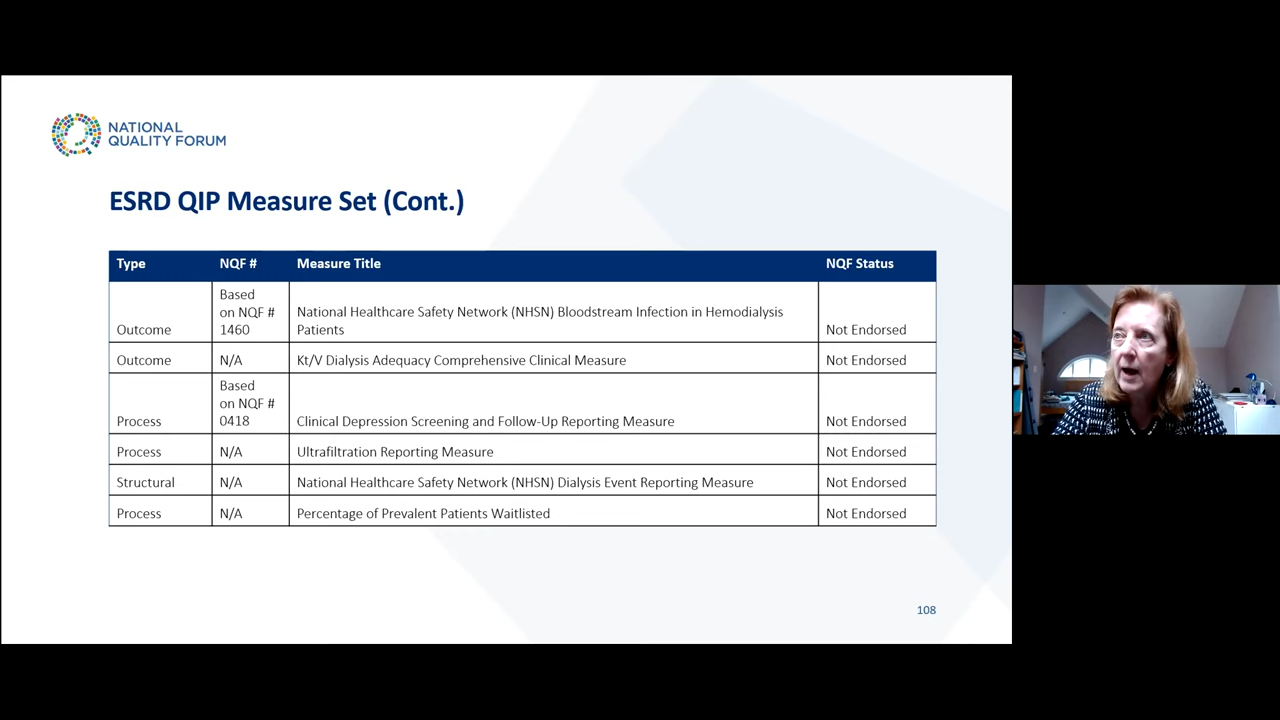 NATIONAL
QUALITY FORUM
ESRD QIP Measure Set (Cont.)
Type NQF # Measure Title NQF Status
Outcome Based on NQF # 1460 National Healthcare Safety Network (NHSN) Bloodstream Infection in Hemodialysis Patients Not Endorsed
Outcome N/A Kt/V Dialysis Adequacy Comprehensive Clinical Measure Not Endorsed
Process Based on NQF # 0418 Clinical Depression Screening and Follow-Up Reporting Measure Not Endorsed
Process N/A Ultrafiltration Reporting Measure Not Endorsed
Structural N/A National Healthcare Safety Network (NHSN) Dialysis Event Reporting Measure Not Endorsed
Process N/A Percentage of Prevalent Patients Waitlisted Not Endorsed
108